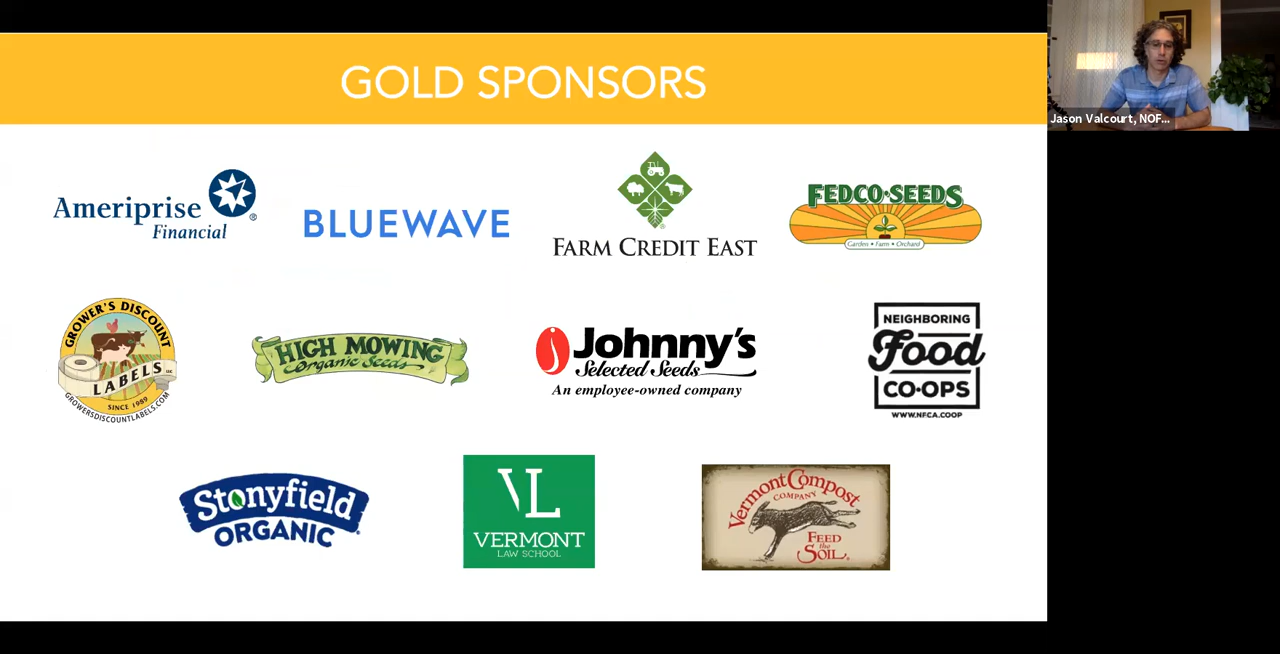 GOLD SPONSORS
Jason Valcourt, NOF...
Ameriprise
Financial
®
BLUEWAVE
FARM CREDIT EAST
FEDCO·SEEDS
Garden • Farm • Orchard
GROWER'S DISCOUNT
LABELS LLC
SINCE 1989
GROWERSDISCOUNTLABELS.COM
HIGH MOWING
Organic Seeds
Johnny's
Selected Seeds
An employee-owned company
NEIGHBORING
Food
CO·OPS
WWW.NFCA.COOP
Stonyfield
ORGANIC
VL
VERMONT
LAW SCHOOL
Vermont Compost
COMPANY
FEED
the
SOIL